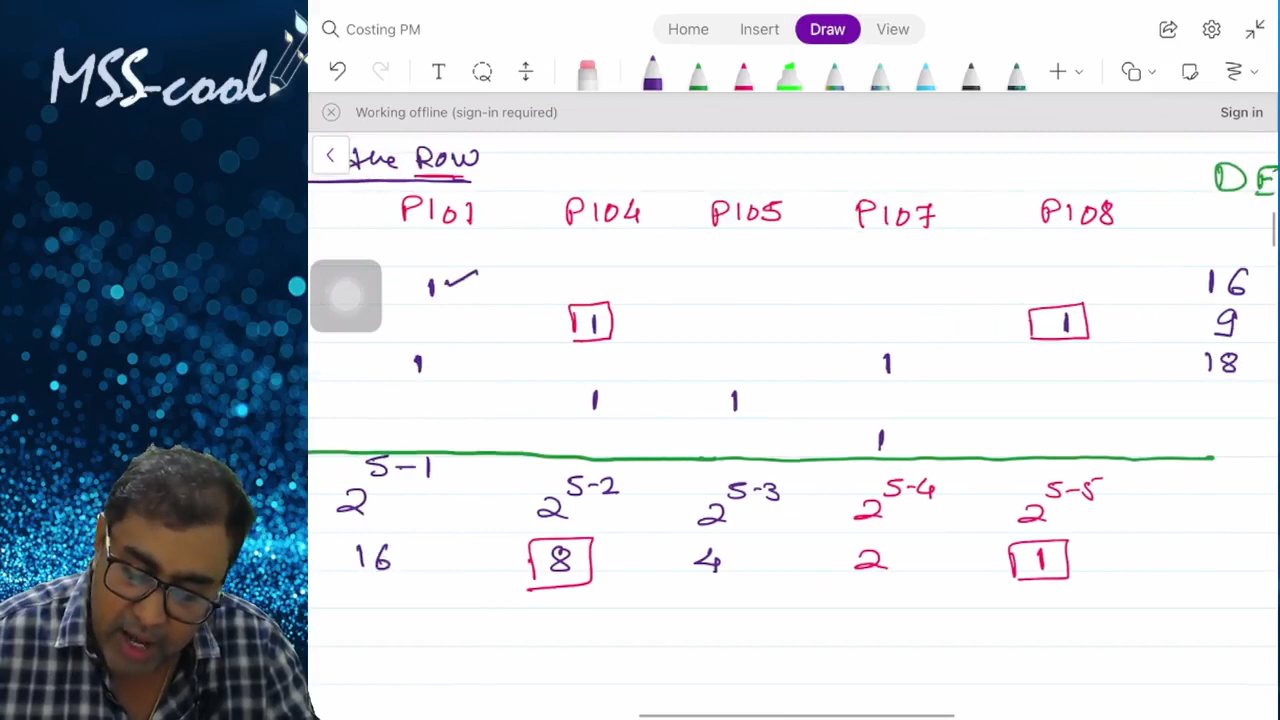 MSS-cool
Costing PM
Home Insert Draw View
T
Working offline (sign-in required) Sign in
the Row
DE
P101 P104 P105 P107 P108
1 ✓ 16
1 1 9
1 1 18
1 1
1
2^5-1 2^5-2 2^5-3 2^5-4 2^5-5
16 8 4 2 1